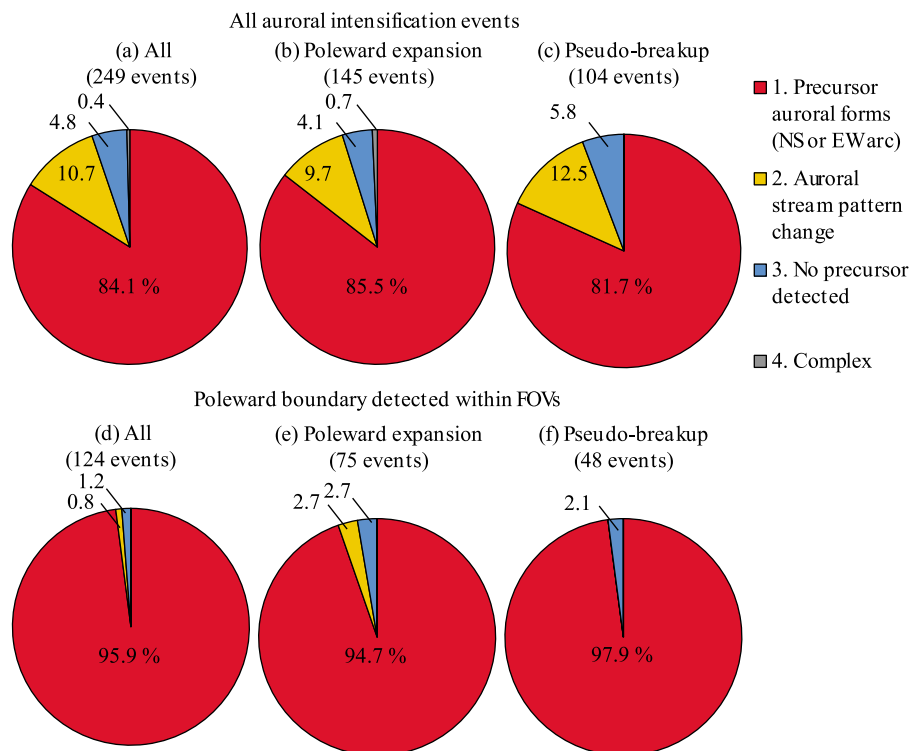 All auroral intensification events
(a) All
(249 events)
0.4
4.8
10.7
84.1 %
(b) Poleward expansion
(145 events)
0.7
4.1
9.7
85.5 %
(c) Pseudo-breakup
(104 events)
5.8
12.5
81.7 %
1. Precursor
auroral forms
(NS or EW arc)
2. Auroral
stream pattern
change
3. No precursor
detected
4. Complex
Poleward boundary detected within FOVs
(d) All
(124 events)
1.2
0.8
95.9 %
(e) Poleward expansion
(75 events)
2.7
2.7
94.7 %
(f) Pseudo-breakup
(48 events)
2.1
97.9 %